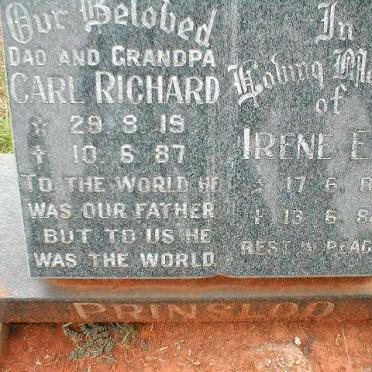 Our Beloved
DAD AND GRANDPA
CARL RICHARD
☆ 29 8 19
✝ 10. 6 87
TO THE WORLD HE
WAS OUR FATHER
BUT TO US HE
WAS THE WORLD
In
Loving
of
IRENE E
17. 6.
✝ 13. 6.
REST IN PEACE
PRINSLOO